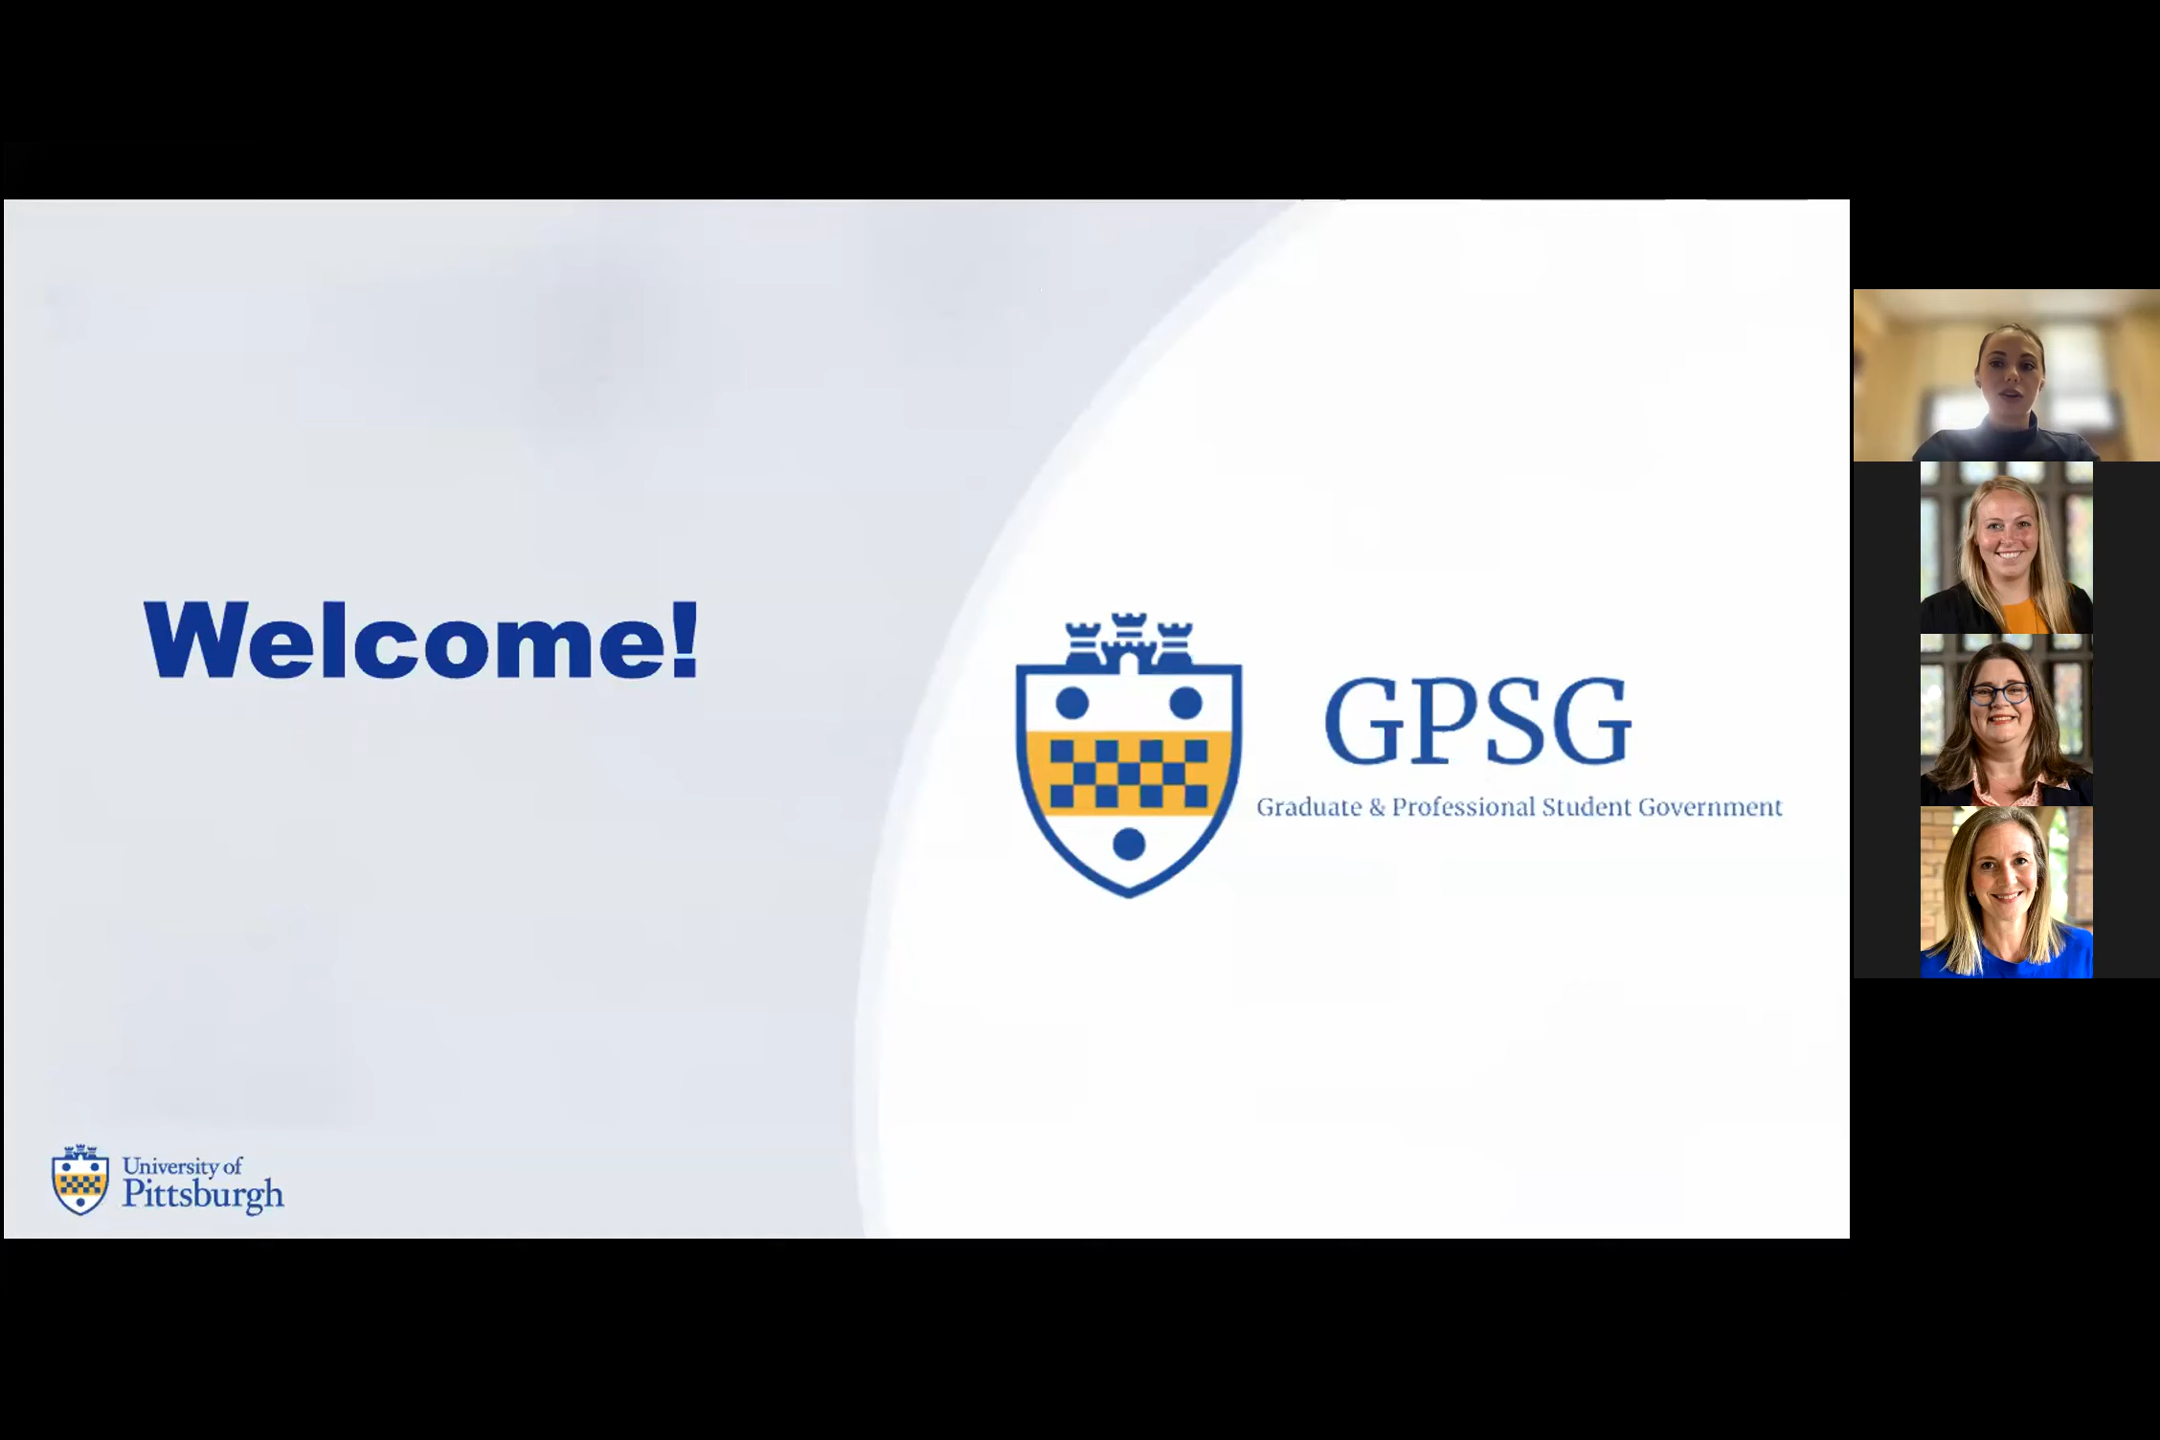 Welcome!
GPSG
Graduate & Professional Student Government
University of
Pittsburgh